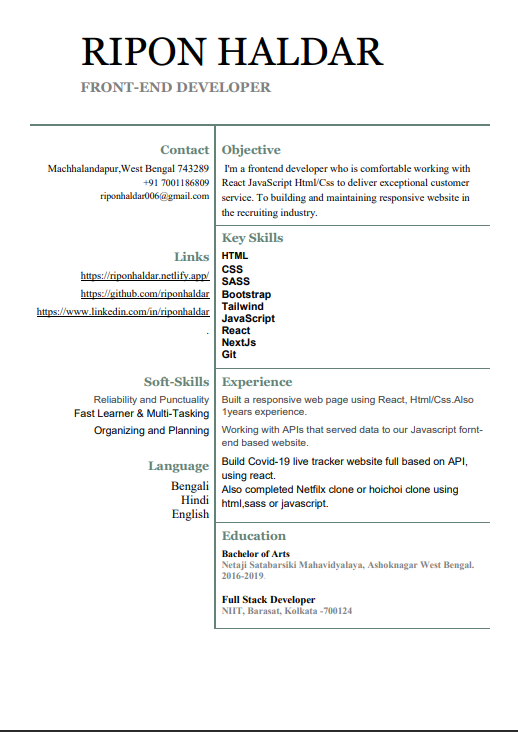 RIPON HALDAR
FRONT-END DEVELOPER
Contact
Machhalandapur,West Bengal 743289
+91 7001186809
riponhaldar006@gmail.com
Links
https://riponhaldar.netlify.app/
https://github.com/riponhaldar
https://www.linkedin.com/in/riponhaldar
.
Soft-Skills
Reliability and Punctuality
Fast Learner & Multi-Tasking
Organizing and Planning
Language
Bengali
Hindi
English
Objective
I'm a frontend developer who is comfortable working with
React JavaScript Html/Css to deliver exceptional customer
service. To building and maintaining responsive website in
the recruiting industry.
Key Skills
HTML
CSS
SASS
Bootstrap
Tailwind
JavaScript
React
NextJs
Git
Experience
Built a responsive web page using React, Html/Css.Also
1years experience.
Working with APIs that served data to our Javascript fornt-
end based website.
Build Covid-19 live tracker website full based on API,
using react.
Also completed Netfilx clone or hoichoi clone using
html,sass or javascript.
Education
Bachelor of Arts
Netaji Satabarsiki Mahavidyalaya, Ashoknagar West Bengal.
2016-2019.
Full Stack Developer
NIIT, Barasat, Kolkata -700124